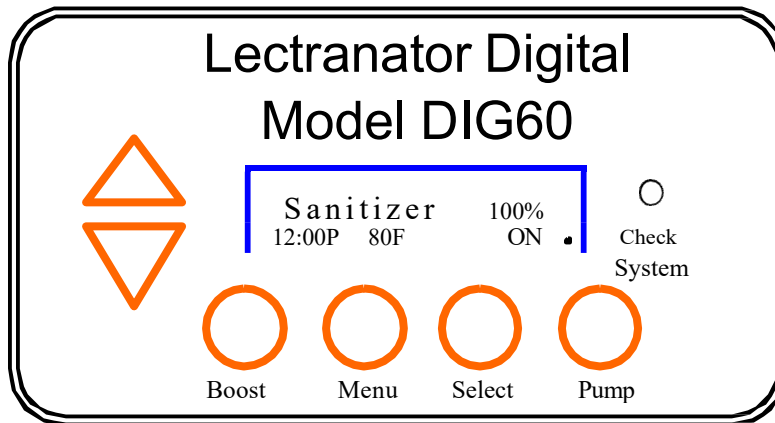 Lectranator Digital
Model DIG60
Sanitizer 100%
12:00P 80F ON .
Check
System
Boost Menu Select Pump